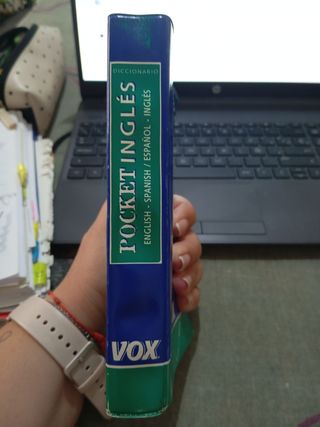 DICCIONARIO
POCKET INGLÉS
ENGLISH - SPANISH / ESPAÑOL - INGLÉS
VOX